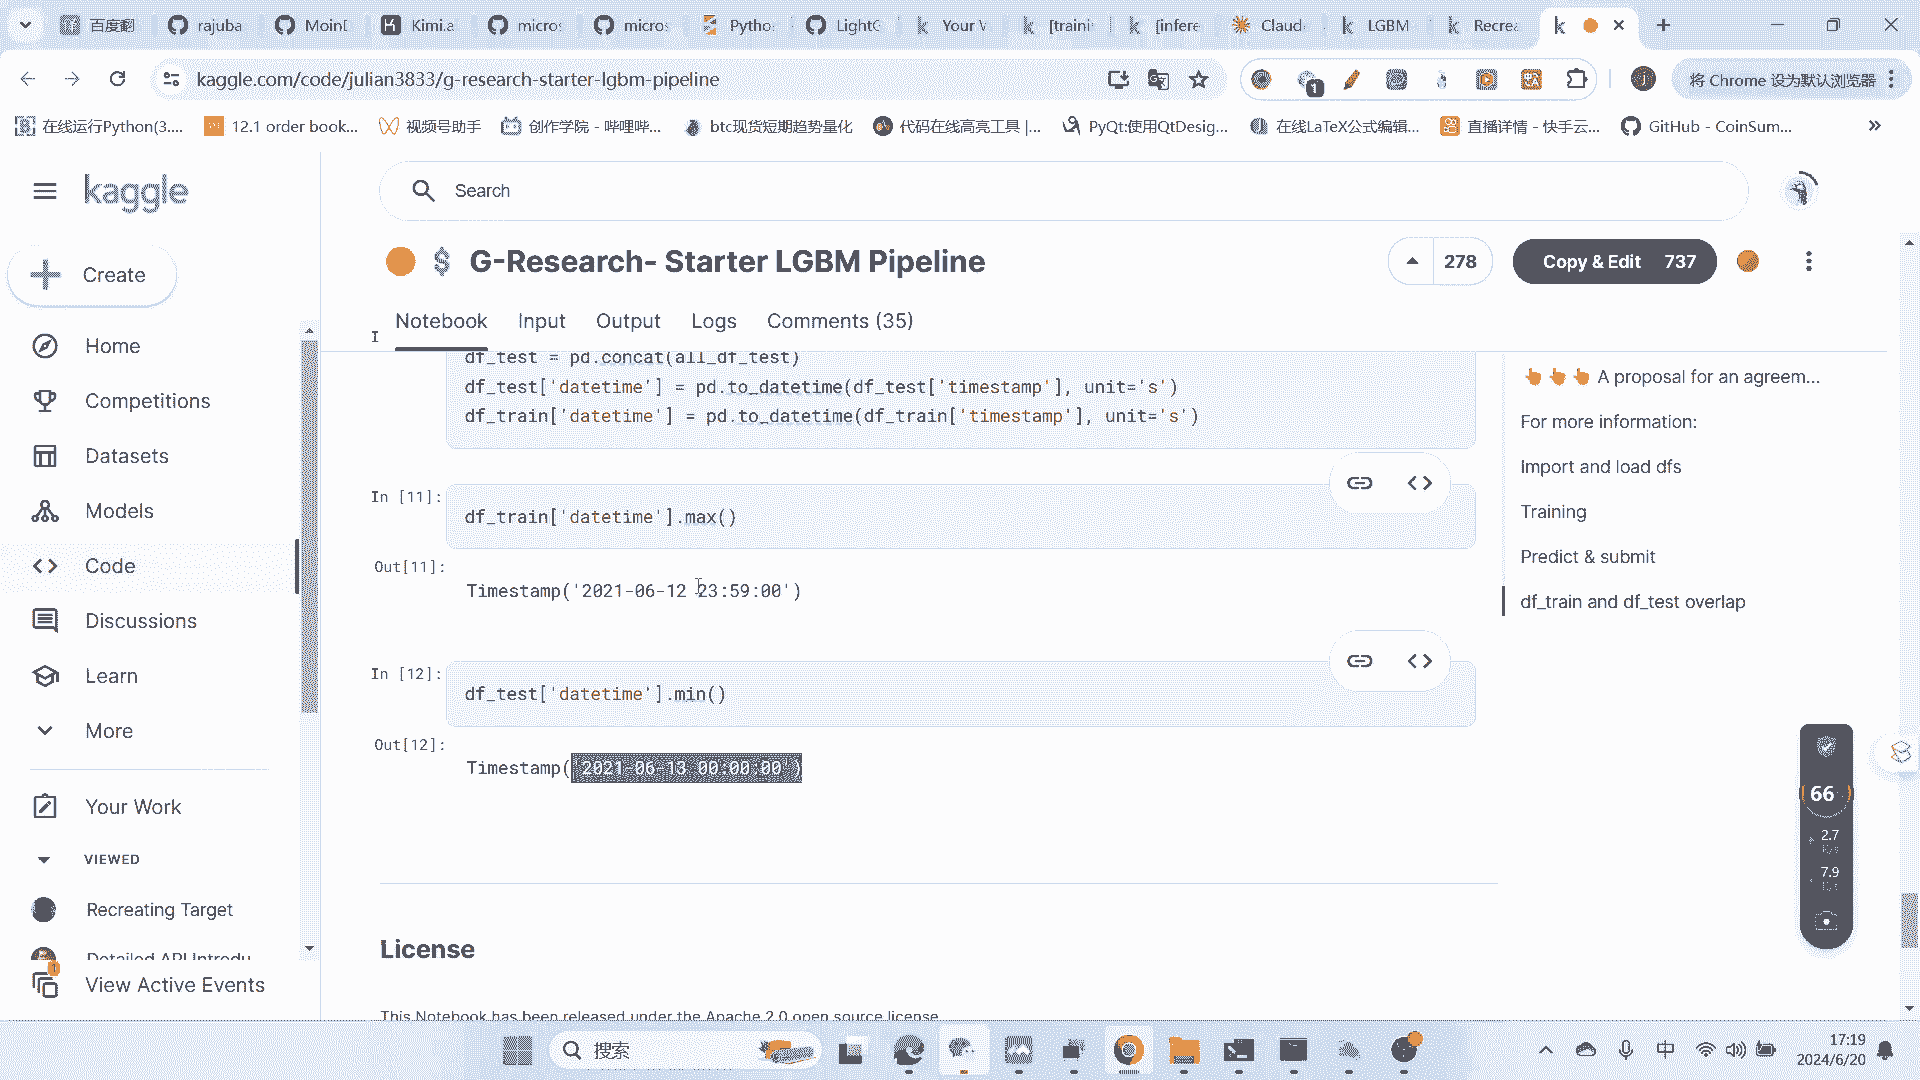 百度翻
rajuba
MoinI
Kimi.a
micros
micros
Python
LightG
Your V
[traini
[infere
Claud
LGBM
Recrea
kaggle.com/code/julian3833/g-research-starter-lgbm-pipeline
1
将 Chrome 设为默认浏览器
在线运行Python(3....
12.1 order book...
视频号助手
创作学院 - 哔哩哔...
btc现货短期趋势量化
代码在线高亮工具 |...
PyQt:使用QtDesig...
在线LaTeX公式编辑...
直播详情 - 快手云...
GitHub - CoinSum...
kaggle
Search
Create
G-Research- Starter LGBM Pipeline
278
Copy & Edit 737
Notebook
Input
Output
Logs
Comments (35)
Home
Competitions
Datasets
Models
Code
Discussions
Learn
More
Your Work
VIEWED
Recreating Target
Detailed API Introdu
View Active Events
1
df_test = pd.concat(all_df_test)
df_test['datetime'] = pd.to_datetime(df_test['timestamp'], unit='s')
df_train['datetime'] = pd.to_datetime(df_train['timestamp'], unit='s')
In [11]:
df_train['datetime'].max()
Out[11]:
Timestamp('2021-06-12 23:59:00')
In [12]:
df_test['datetime'].min()
Out[12]:
Timestamp('2021-06-13 00:00:00')
License
This Notebook has been released under the Apache 2.0 open source license.
A proposal for an agreem...
For more information:
Import and load dfs
Training
Predict & submit
df_train and df_test overlap
66
2.7
7.9
搜索
中
17:19
2024/6/20